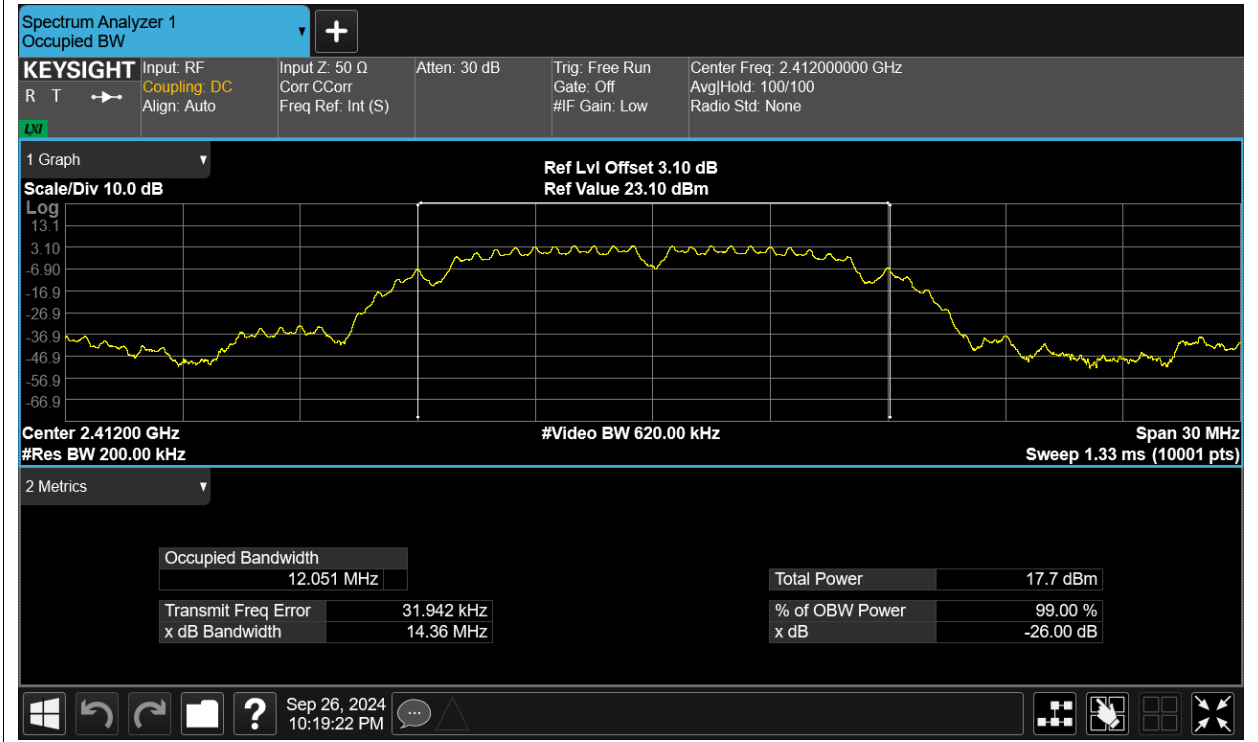 Spectrum Analyzer 1
Occupied BW
KEYSIGHT
R T
LXI
Input: RF
Coupling: DC
Align: Auto
Input Z: 50 Ω
Corr CCorr
Freq Ref: Int (S)
Atten: 30 dB
Trig: Free Run
Gate: Off
#IF Gain: Low
Center Freq: 2.412000000 GHz
Avg|Hold: 100/100
Radio Std: None
1 Graph
Scale/Div 10.0 dB
Ref Lvl Offset 3.10 dB
Ref Value 23.10 dBm
Log
13.1
3.10
-6.90
-16.9
-26.9
-36.9
-46.9
-56.9
-66.9
Center 2.41200 GHz
#Res BW 200.00 kHz
#Video BW 620.00 kHz
Span 30 MHz
Sweep 1.33 ms (10001 pts)
2 Metrics
Occupied Bandwidth
12.051 MHz
Transmit Freq Error 31.942 kHz
x dB Bandwidth 14.36 MHz
Total Power 17.7 dBm
% of OBW Power 99.00 %
x dB -26.00 dB
?
Sep 26, 2024
10:19:22 PM